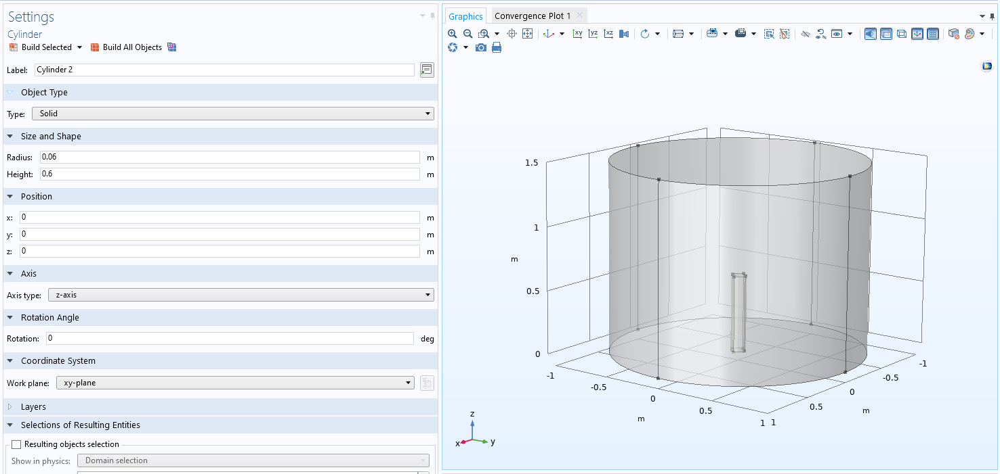 Settings
Cylinder
Build Selected Build All Objects
Label: Cylinder 2
Object Type
Type: Solid
Size and Shape
Radius: 0.06 m
Height: 0.6 m
Position
x: 0 m
y: 0 m
z: 0 m
Axis
Axis type: z-axis
Rotation Angle
Rotation: 0 deg
Coordinate System
Work plane: xy-plane
Layers
Selections of Resulting Entities
Resulting objects selection
Show in physics: Domain selection
Graphics Convergence Plot 1
xy yz xz
1.5
1
m
0.5
0
-1 -1
-0.5 -0.5
0 0
0.5 0.5
m m
1 1
z
x y